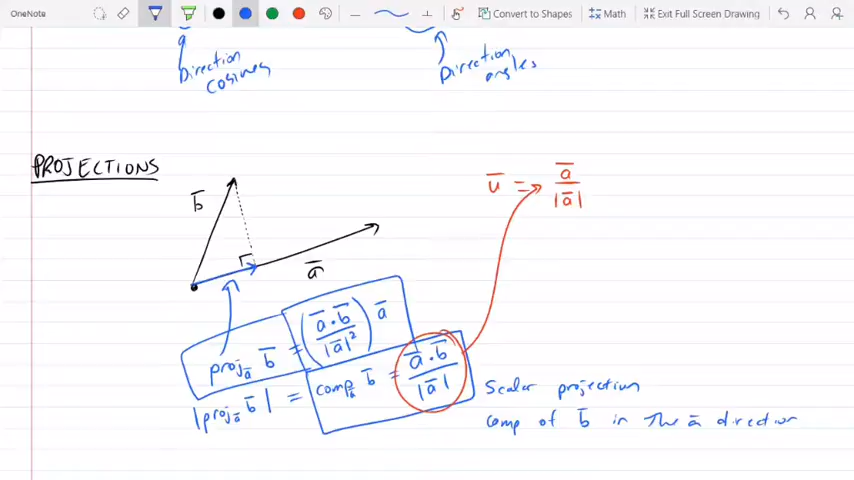 OneNote
Convert to Shapes
Math
Exit Full Screen Drawing
Direction cosines
Direction angles
PROJECTIONS
b̅
a̅
u̅ = a̅ / |a̅|
proj_a̅ b̅ = (a̅ · b̅ / |a̅|²) a̅
|proj_a̅ b̅| = comp_a̅ b̅ = a̅ · b̅ / |a̅|
Scalar projection
comp of b̅ in the a̅ direction